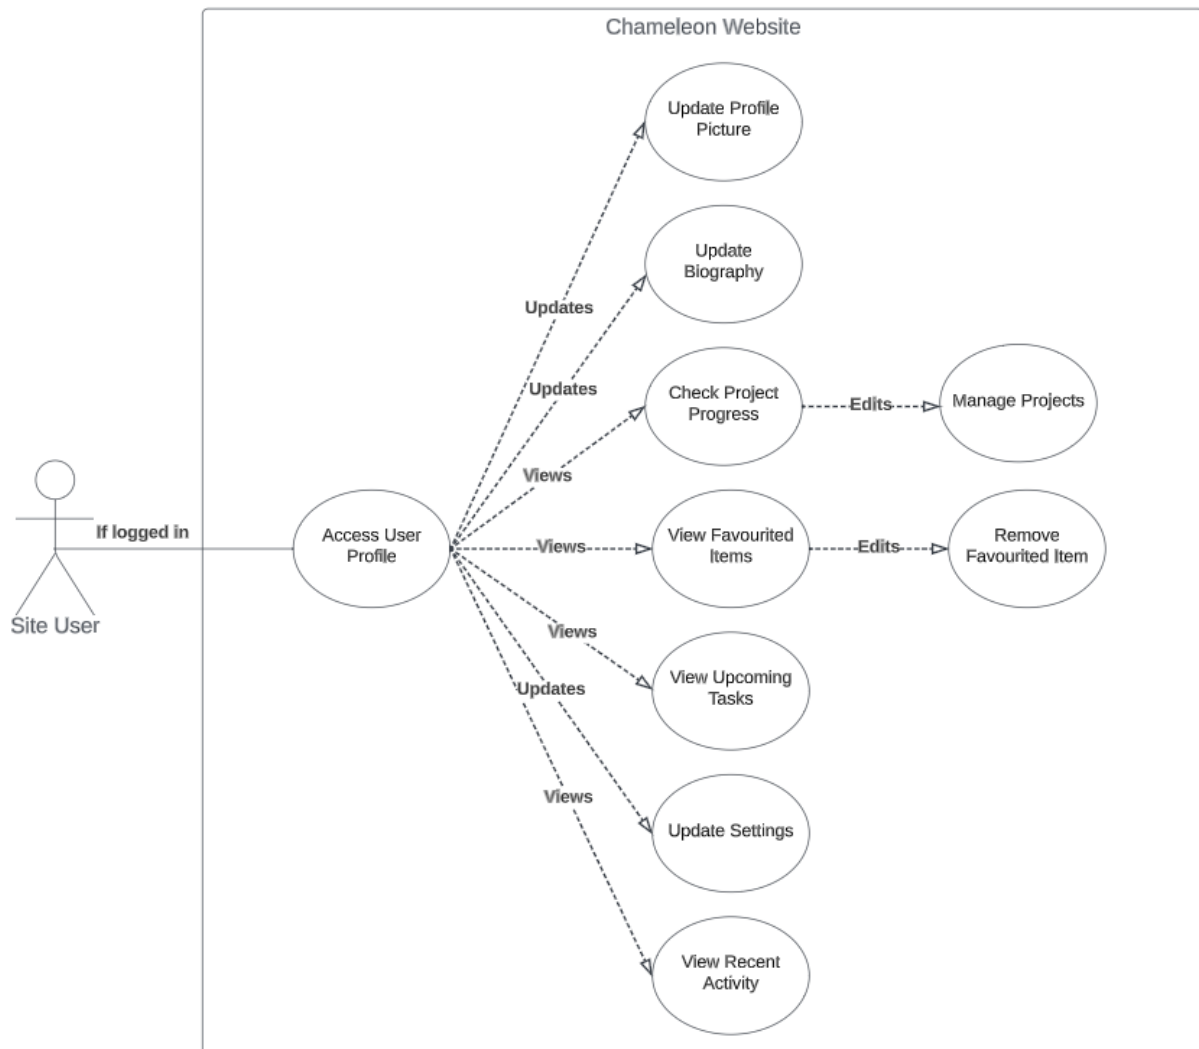 Chameleon Website
Update Profile
Picture
Update
Biography
Updates
Updates
Check Project
Progress
Edits
Manage Projects
Views
If logged in
Access User
Profile
Views
View Favourited
Items
Edits
Remove
Favourited Item
Site User
Views
View Upcoming
Tasks
Updates
Update Settings
Views
View Recent
Activity